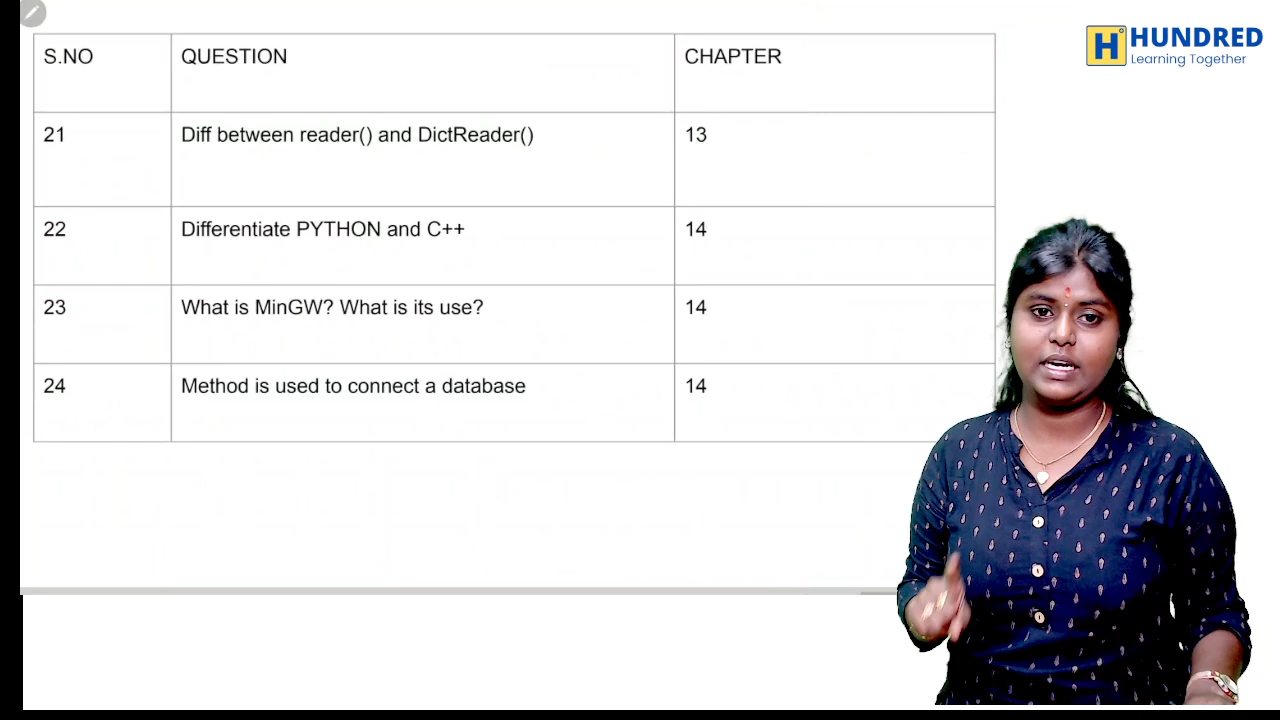 HUNDRED
Learning Together
S.NO QUESTION CHAPTER
21 Diff between reader() and DictReader() 13
22 Differentiate PYTHON and C++ 14
23 What is MinGW? What is its use? 14
24 Method is used to connect a database 14